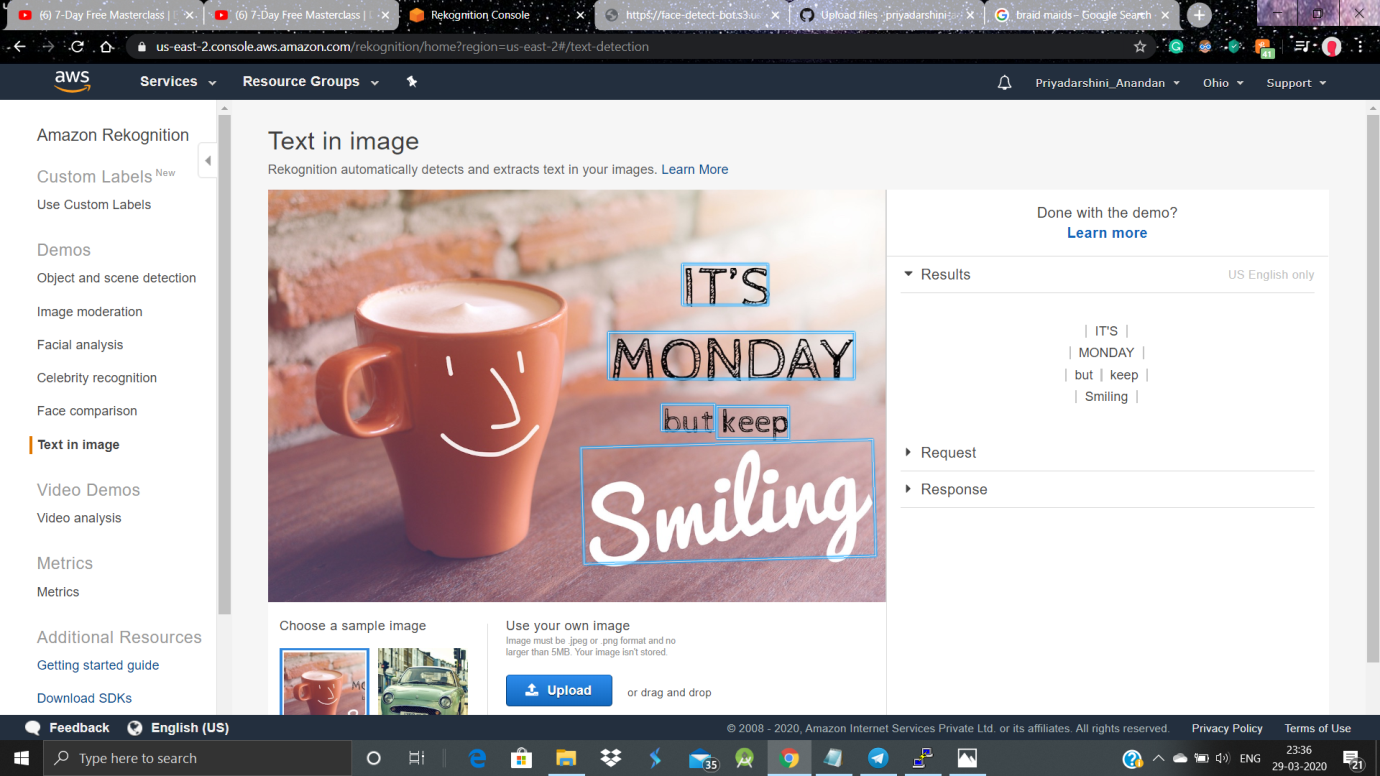 (6) 7-Day Free Masterclass |
(6) 7-Day Free Masterclass |
Rekognition Console
https://face-detect-bot.s3.u
Upload files · priyadarshini-
braid maids - Google Search
us-east-2.console.aws.amazon.com/rekognition/home?region=us-east-2#/text-detection
41
aws
Services
Resource Groups
Priyadarshini_Anandan
Ohio
Support
Amazon Rekognition
Custom Labels New
Use Custom Labels
Demos
Object and scene detection
Image moderation
Facial analysis
Celebrity recognition
Face comparison
Text in image
Video Demos
Video analysis
Metrics
Metrics
Additional Resources
Getting started guide
Download SDKs
Text in image
Rekognition automatically detects and extracts text in your images. Learn More
IT'S
MONDAY
but keep
Smiling
Choose a sample image
Use your own image
Image must be .jpeg or .png format and no
larger than 5MB. Your image isn't stored.
Upload
or drag and drop
Done with the demo?
Learn more
Results
US English only
| IT'S |
| MONDAY |
| but | keep |
| Smiling |
Request
Response
Feedback
English (US)
© 2008 - 2020, Amazon Internet Services Private Ltd. or its affiliates. All rights reserved.
Privacy Policy
Terms of Use
Type here to search
35
ENG
23:36
29-03-2020
21